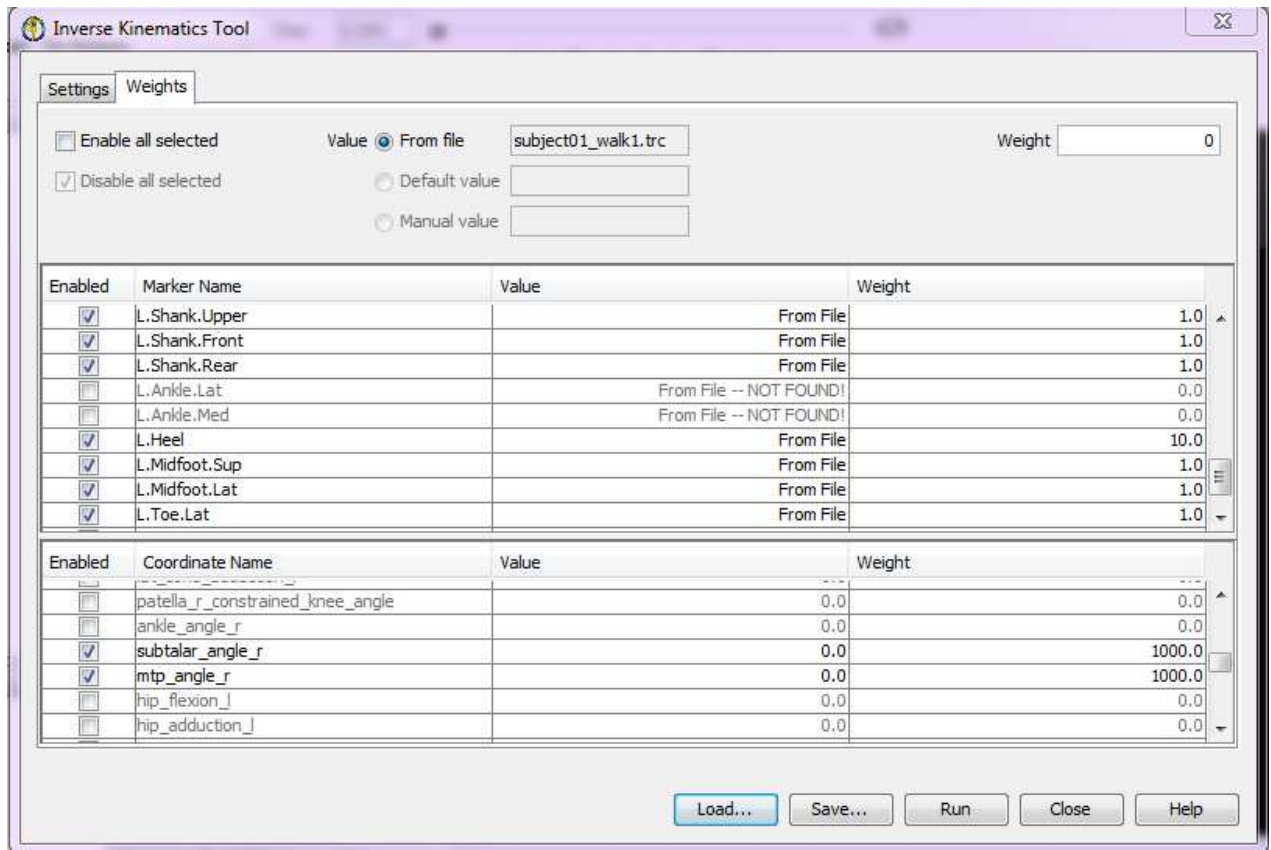 Inverse Kinematics Tool
Settings Weights
Enable all selected Value From file subject01_walk1.trc Weight 0
Disable all selected Default value
Manual value
Enabled Marker Name Value Weight
L.Shank.Upper From File 1.0
L.Shank.Front From File 1.0
L.Shank.Rear From File 1.0
L.Ankle.Lat From File -- NOT FOUND! 0.0
L.Ankle.Med From File -- NOT FOUND! 0.0
L.Heel From File 10.0
L.Midfoot.Sup From File 1.0
L.Midfoot.Lat From File 1.0
L.Toe.Lat From File 1.0
Enabled Coordinate Name Value Weight
patella_r_constrained_knee_angle 0.0 0.0
ankle_angle_r 0.0 0.0
subtalar_angle_r 0.0 1000.0
mtp_angle_r 0.0 1000.0
hip_flexion_l 0.0 0.0
hip_adduction_l 0.0 0.0
Load... Save... Run Close Help